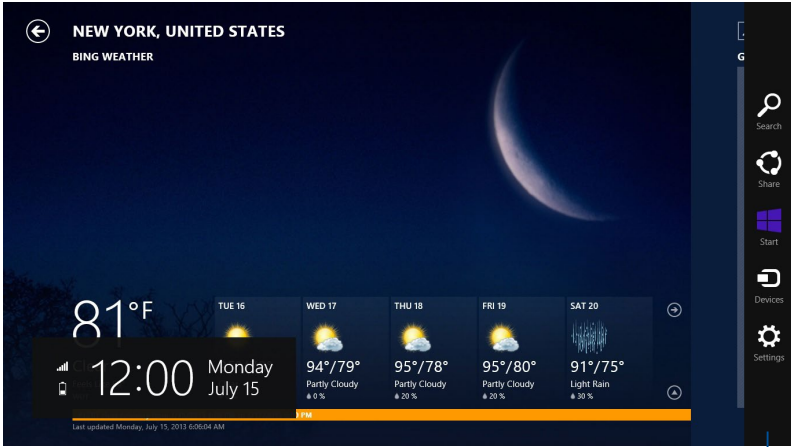 NEW YORK, UNITED STATES
BING WEATHER
G
Search
Share
Start
Devices
Settings
81°F
TUE 16
WED 17
THU 18
FRI 19
SAT 20
94°/79°
95°/78°
95°/80°
91°/75°
Partly Cloudy
Partly Cloudy
Partly Cloudy
Light Rain
0 %
20 %
20 %
30 %
12:00
Monday
July 15
PM
Last updated Monday, July 15, 2013 6:06:04 AM